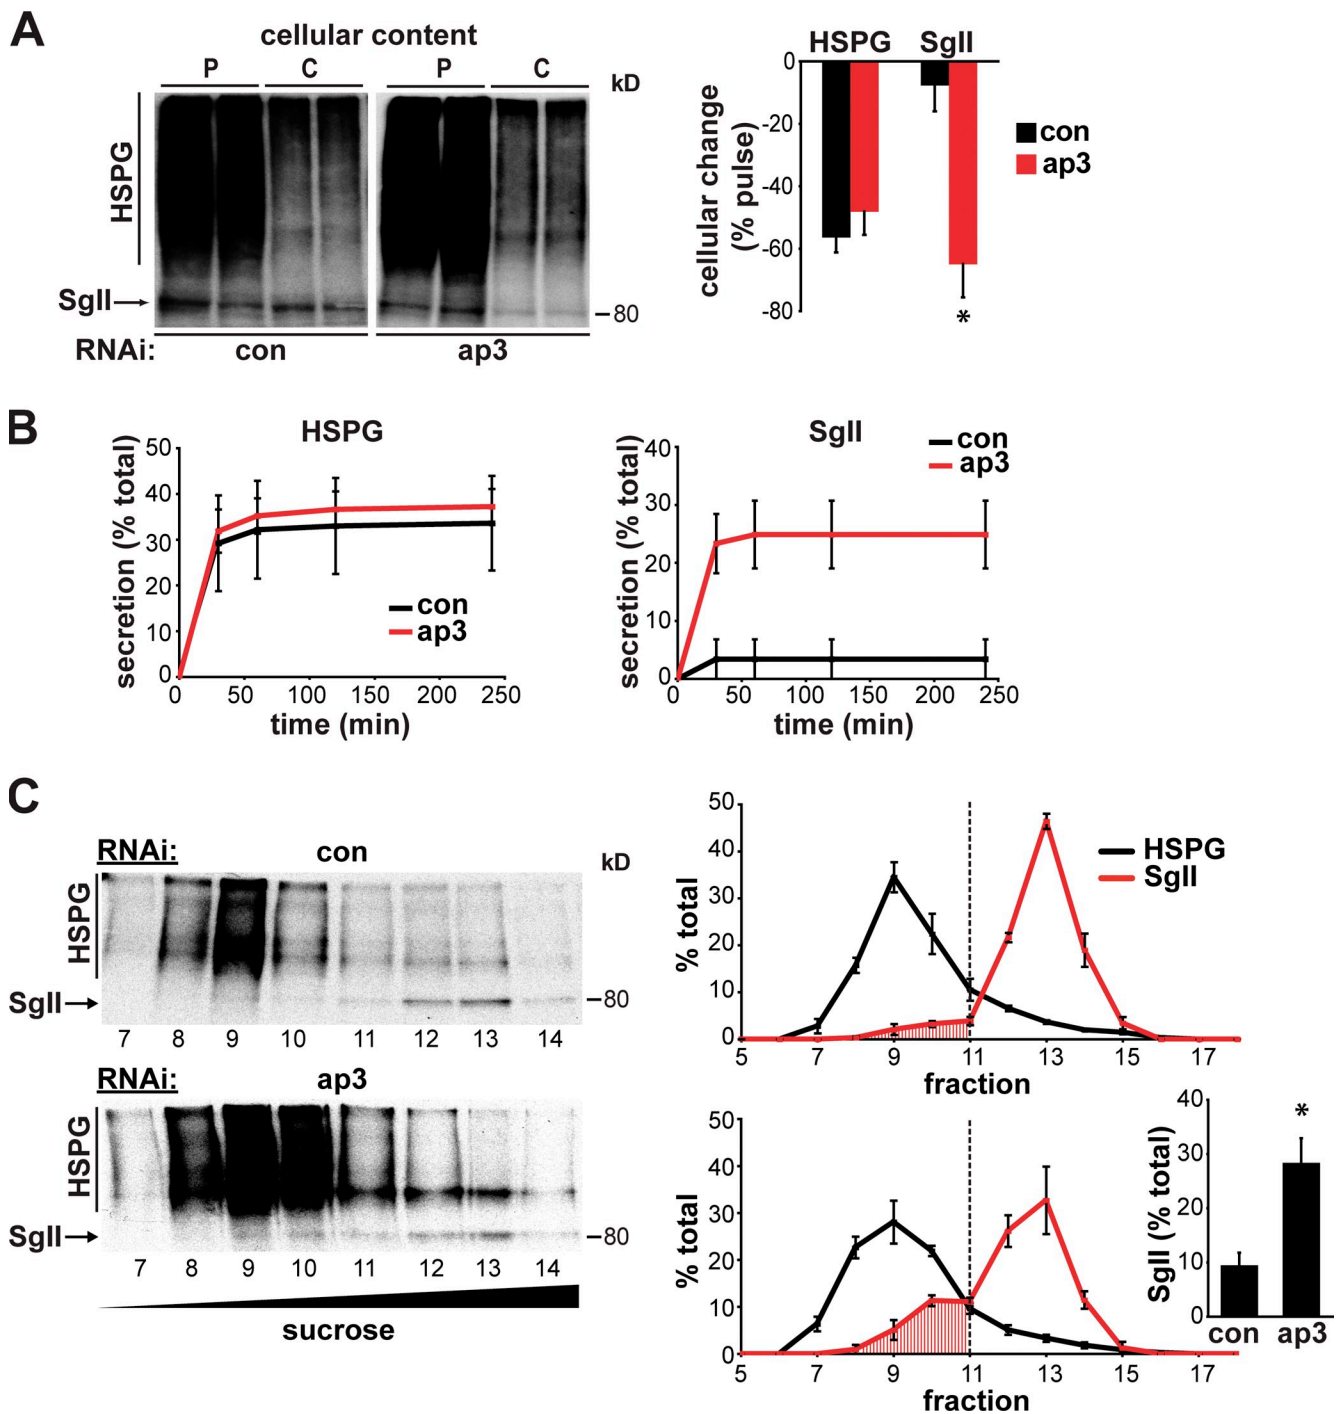 A
cellular content
P C P C
kD
HSPG
SgII
80
RNAi: con ap3
HSPG SgII
0
-20
-40
-60
-80
cellular change
(% pulse)
*
con
ap3
B
HSPG
secretion (% total)
50
40
30
20
10
0
0 50 100 150 200 250
time (min)
con
ap3
SgII
secretion (% total)
40
30
20
10
0
0 50 100 150 200 250
time (min)
con
ap3
C
RNAi: con
kD
HSPG
SgII
80
7 8 9 10 11 12 13 14
RNAi: ap3
HSPG
SgII
80
7 8 9 10 11 12 13 14
sucrose
% total
50
40
30
20
10
0
5 7 9 11 13 15 17
fraction
HSPG
SgII
% total
50
40
30
20
10
0
5 7 9 11 13 15 17
fraction
SgII (% total)
40
30
20
10
0
*
con ap3